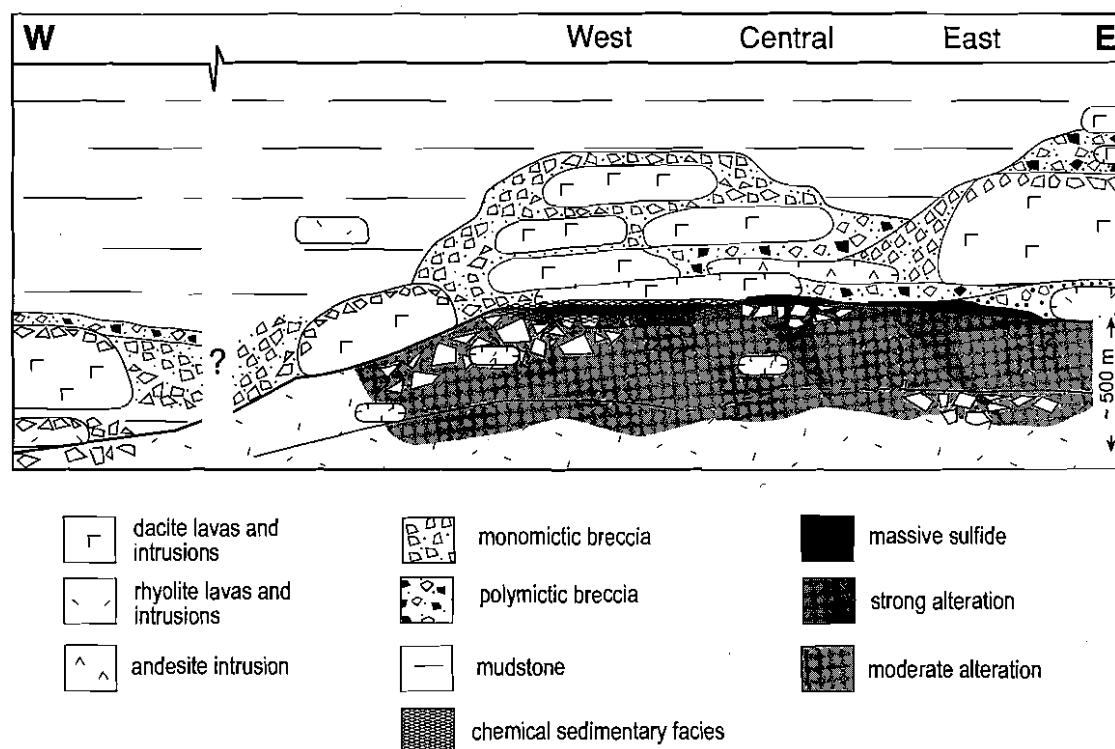 W
West
Central
East
E
?
~ 500 m
dacite lavas and
intrusions
rhyolite lavas and
intrusions
andesite intrusion
monomictic breccia
polymictic breccia
mudstone
chemical sedimentary facies
massive sulfide
strong alteration
moderate alteration